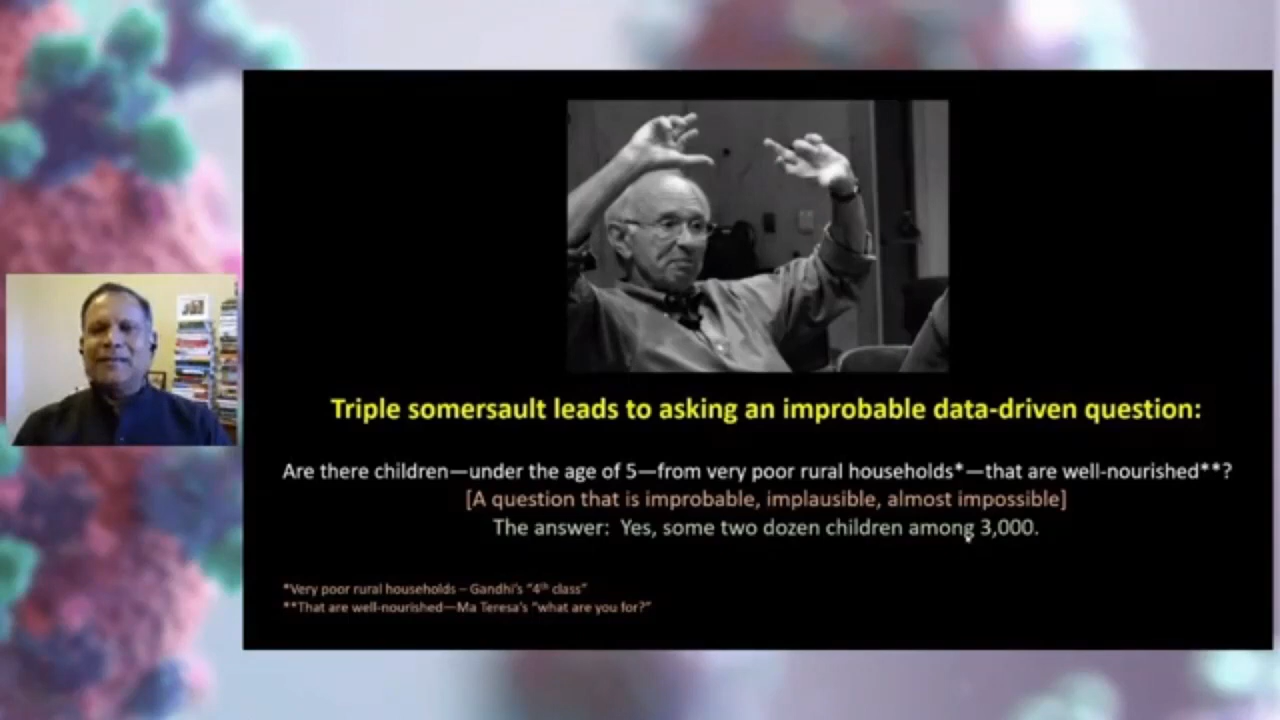 Triple somersault leads to asking an improbable data-driven question:
Are there children—under the age of 5—from very poor rural households*—that are well-nourished**?
[A question that is improbable, implausible, almost impossible]
The answer: Yes, some two dozen children among 3,000.
*Very poor rural households – Gandhi's "4th class"
**That are well-nourished—Ma Teresa's "what are you for?"